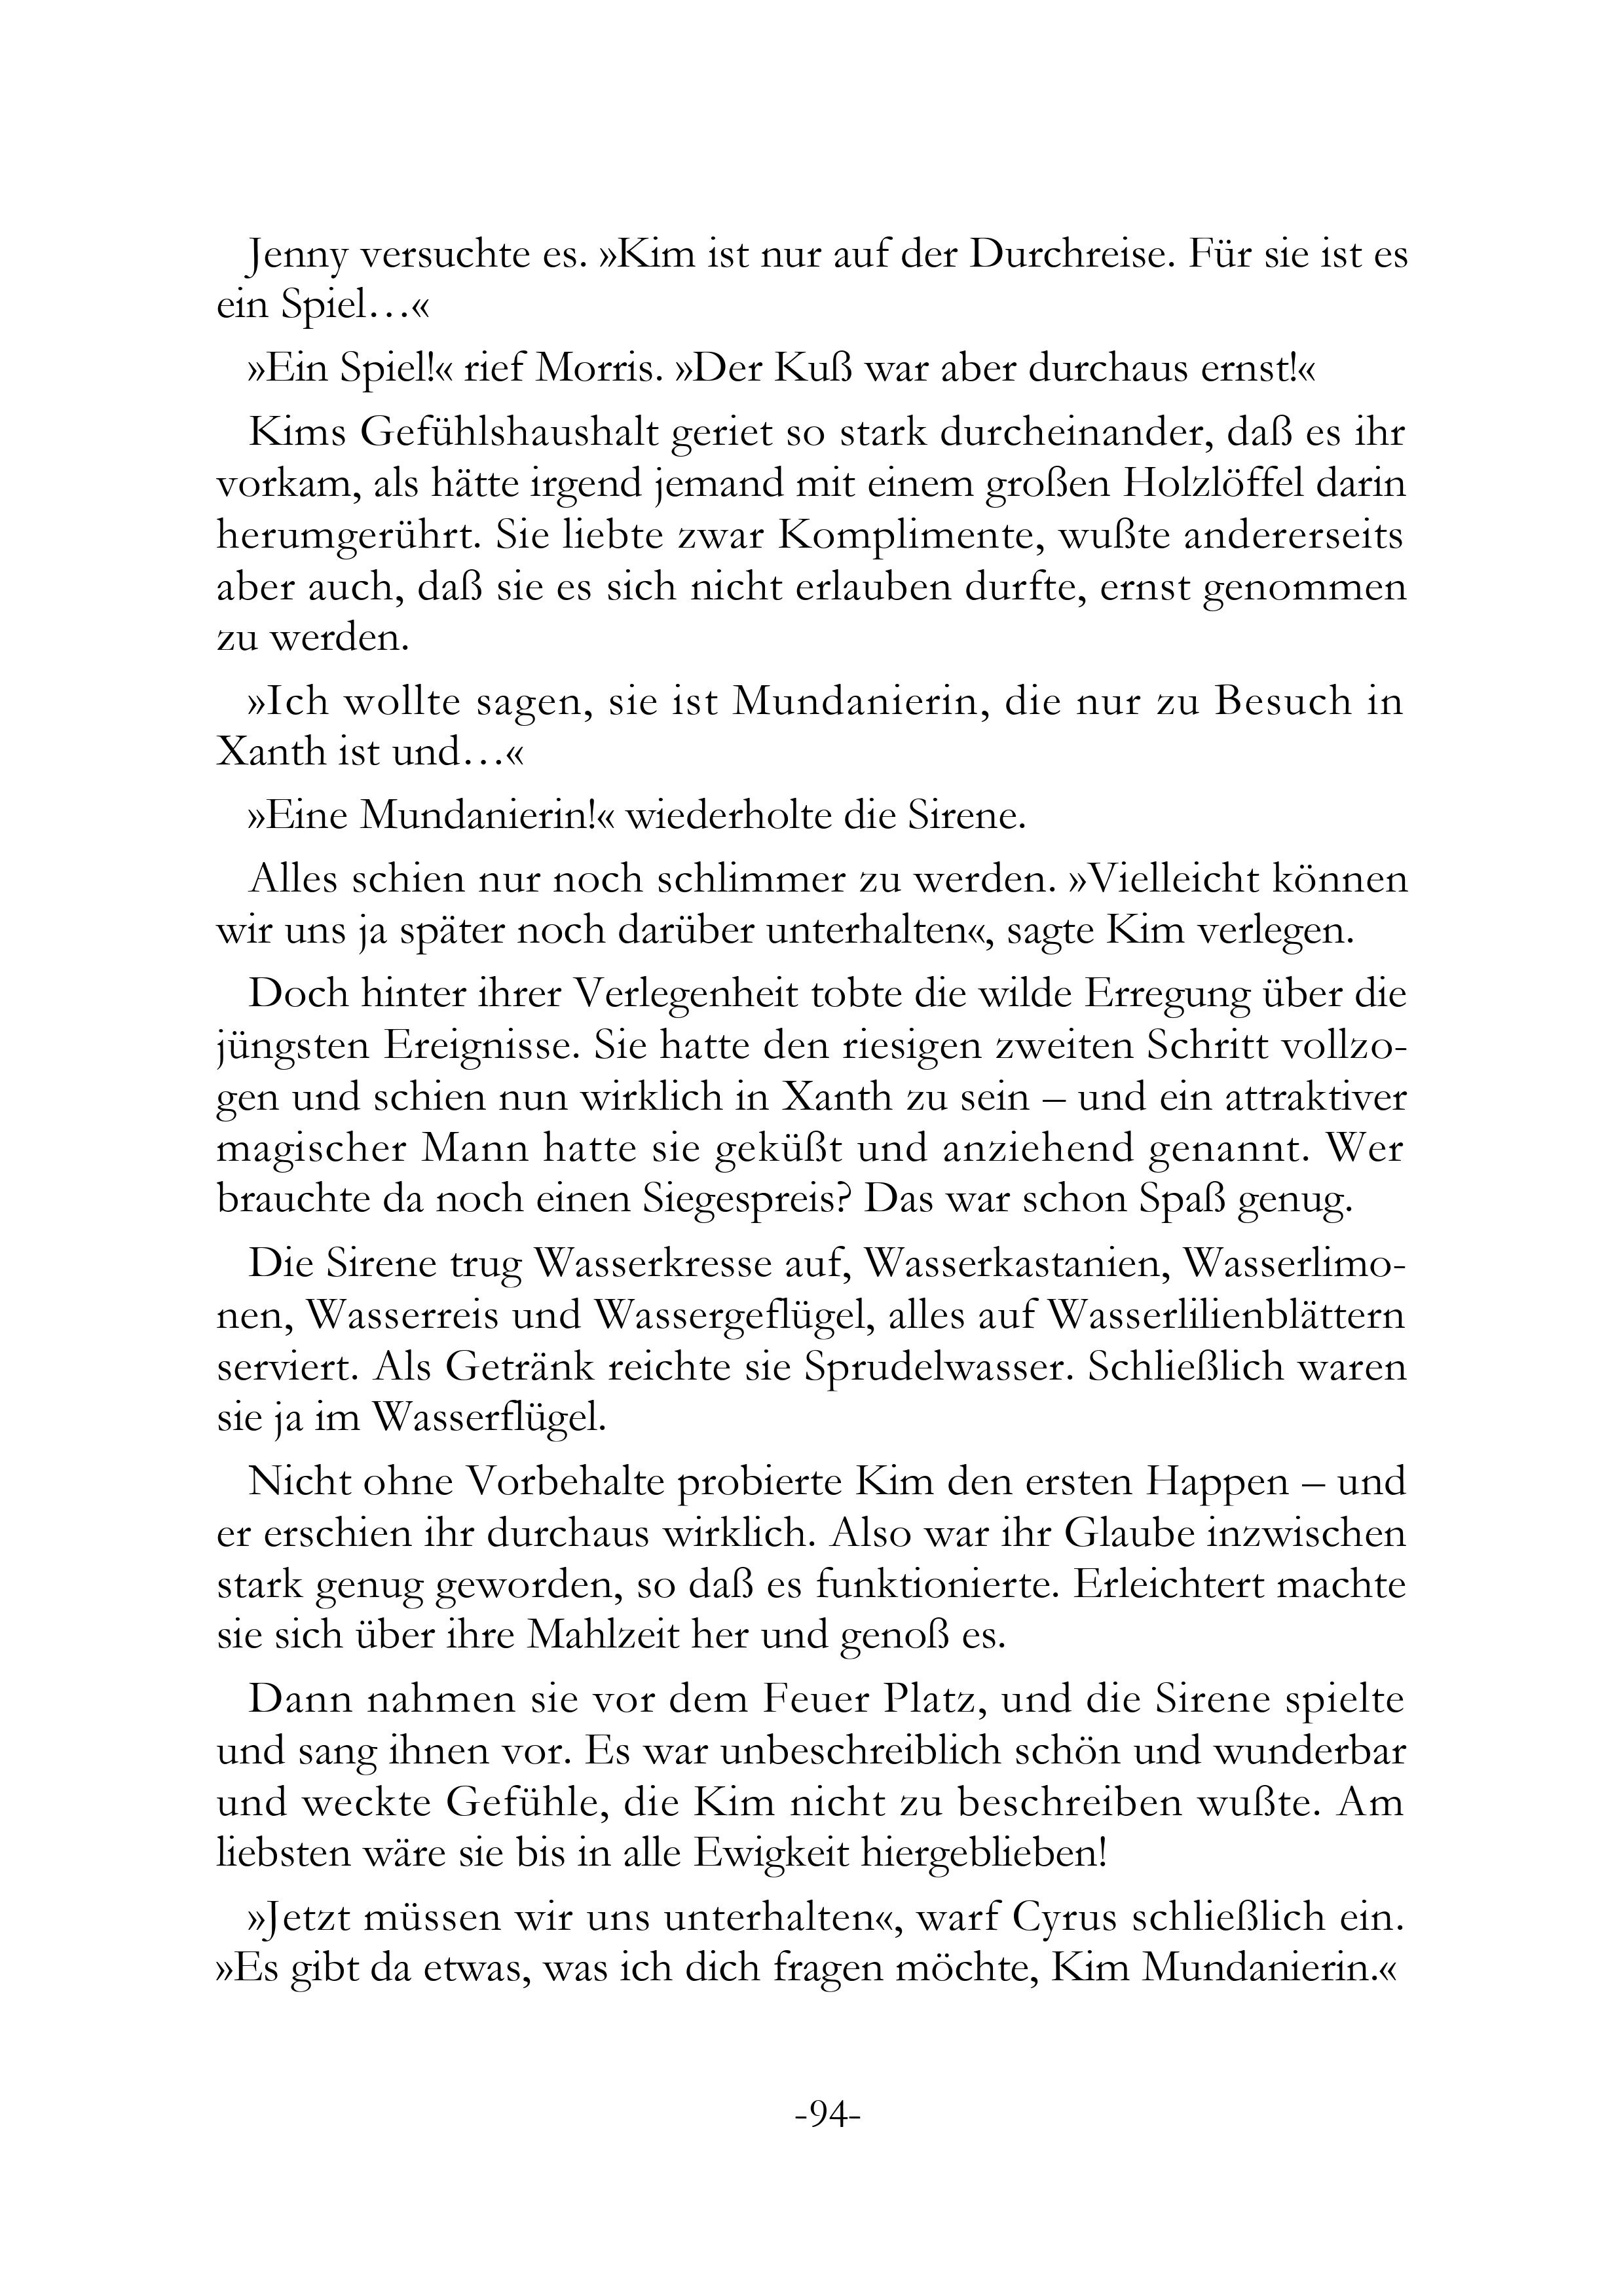 Jenny versuchte es. »Kim ist nur auf der Durchreise. Für sie ist es
ein Spiel…«
»Ein Spiel!« rief Morris. »Der Kuß war aber durchaus ernst!«
Kims Gefühlshaushalt geriet so stark durcheinander, daß es ihr
vorkam, als hätte irgend jemand mit einem großen Holzlöffel darin
herumgerührt. Sie liebte zwar Komplimente, wußte andererseits
aber auch, daß sie es sich nicht erlauben durfte, ernst genommen
zu werden.
»Ich wollte sagen, sie ist Mundanierin, die nur zu Besuch in
Xanth ist und…«
»Eine Mundanierin!« wiederholte die Sirene.
Alles schien nur noch schlimmer zu werden. »Vielleicht können
wir uns ja später noch darüber unterhalten«, sagte Kim verlegen.
Doch hinter ihrer Verlegenheit tobte die wilde Erregung über die
jüngsten Ereignisse. Sie hatte den riesigen zweiten Schritt vollzo-
gen und schien nun wirklich in Xanth zu sein – und ein attraktiver
magischer Mann hatte sie geküßt und anziehend genannt. Wer
brauchte da noch einen Siegespreis? Das war schon Spaß genug.
Die Sirene trug Wasserkresse auf, Wasserkastanien, Wasserlimo-
nen, Wasserreis und Wassergeflügel, alles auf Wasserlilienblättern
serviert. Als Getränk reichte sie Sprudelwasser. Schließlich waren
sie ja im Wasserflügel.
Nicht ohne Vorbehalte probierte Kim den ersten Happen – und
er erschien ihr durchaus wirklich. Also war ihr Glaube inzwischen
stark genug geworden, so daß es funktionierte. Erleichtert machte
sie sich über ihre Mahlzeit her und genoß es.
Dann nahmen sie vor dem Feuer Platz, und die Sirene spielte
und sang ihnen vor. Es war unbeschreiblich schön und wunderbar
und weckte Gefühle, die Kim nicht zu beschreiben wußte. Am
liebsten wäre sie bis in alle Ewigkeit hiergeblieben!
»Jetzt müssen wir uns unterhalten«, warf Cyrus schließlich ein.
»Es gibt da etwas, was ich dich fragen möchte, Kim Mundanierin.«
-94-